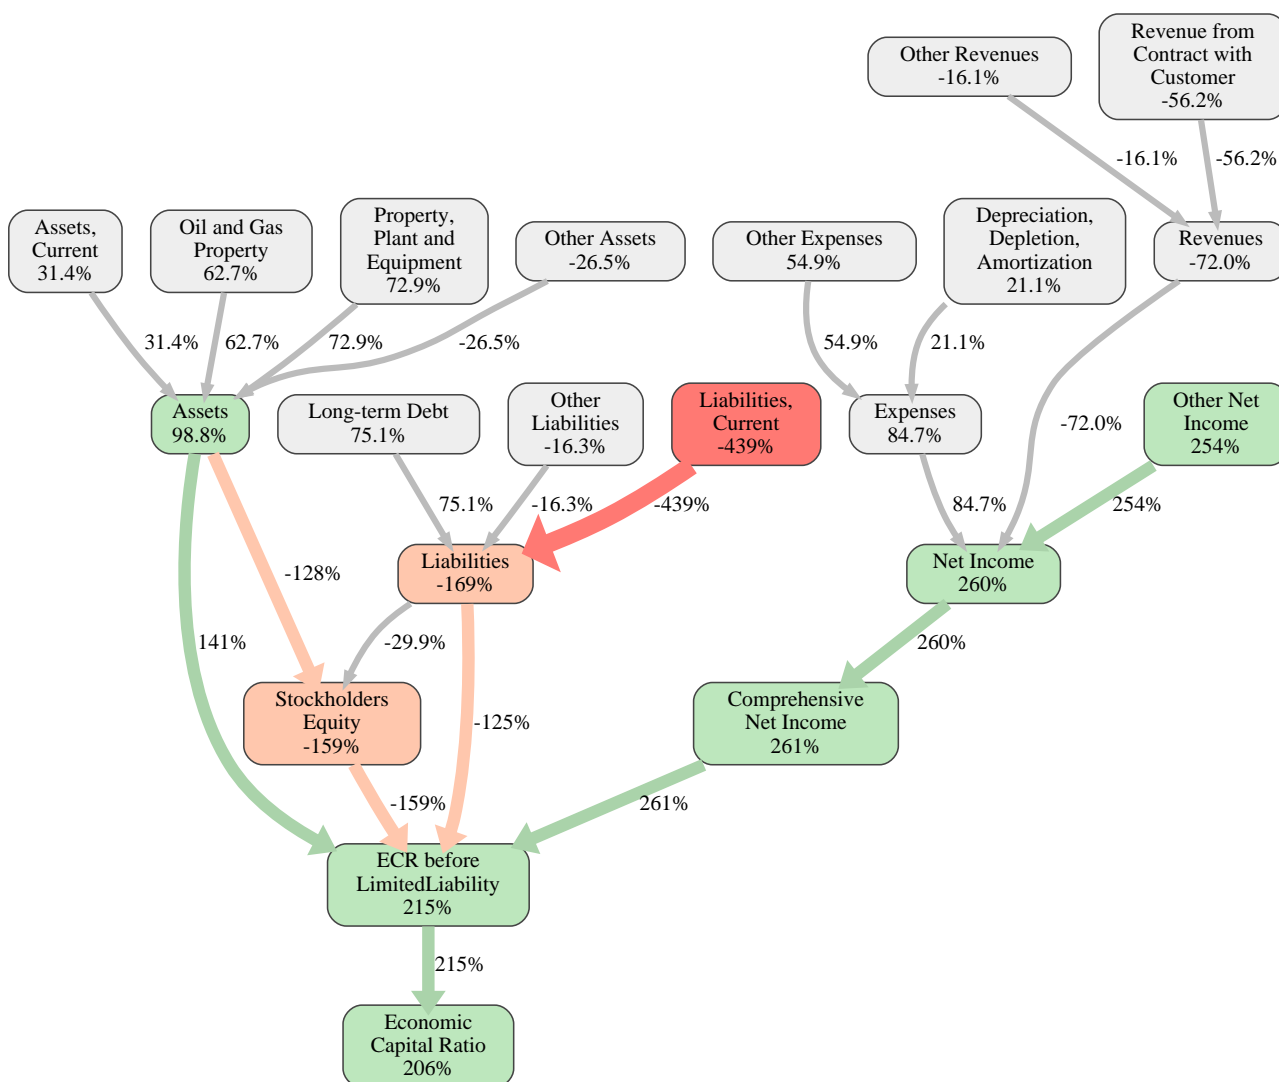 Other Revenues
-16.1%
Revenue from
Contract with
Customer
-56.2%
-16.1%
-56.2%
Assets,
Current
31.4%
Oil and Gas
Property
62.7%
Property,
Plant and
Equipment
72.9%
Other Assets
-26.5%
Other Expenses
54.9%
Depreciation,
Depletion,
Amortization
21.1%
Revenues
-72.0%
31.4%
62.7%
72.9%
-26.5%
54.9%
21.1%
-72.0%
Assets
98.8%
Long-term Debt
75.1%
Other
Liabilities
-16.3%
Liabilities,
Current
-439%
Expenses
84.7%
Other Net
Income
254%
75.1%
-16.3%
-439%
84.7%
254%
-128%
Liabilities
-169%
Net Income
260%
141%
-29.9%
-125%
260%
Stockholders
Equity
-159%
Comprehensive
Net Income
261%
-159%
261%
ECR before
LimitedLiability
215%
215%
Economic
Capital Ratio
206%